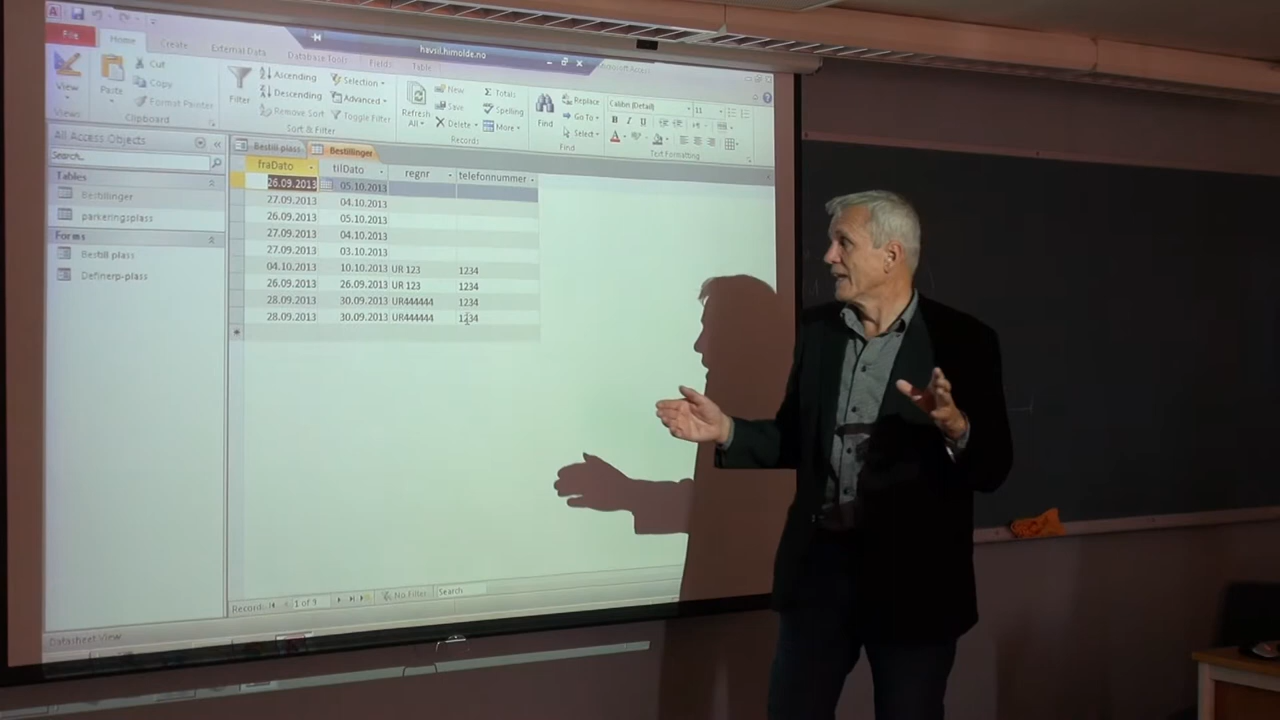 havsil.himolde.no
File Home Create External Data Database Tools Fields Table
View Paste Cut Filter Ascending Selection Refresh All New Totals Find Replace Calibri (Detail) 11
Copy Descending Advanced Save Spelling Go To B I U
Format Painter Remove Sort Toggle Filter Delete More Select A
Views Clipboard Sort & Filter Records Find Text Formatting
All Access Objects Bestill plass Bestillinger
Search... fraDato tilDato regnr telefonnummer
Tables 26.09.2013 05.10.2013
Bestillinger 27.09.2013 04.10.2013
parkeringsplass 26.09.2013 05.10.2013
Forms 27.09.2013 04.10.2013
Bestill plass 27.09.2013 03.10.2013
Definerp-plass 04.10.2013 10.10.2013 UR 123 1234
26.09.2013 26.09.2013 UR 123 1234
28.09.2013 30.09.2013 UR444444 1234
28.09.2013 30.09.2013 UR444444 1234
Record: 1 of 9 No Filter Search
Datasheet View